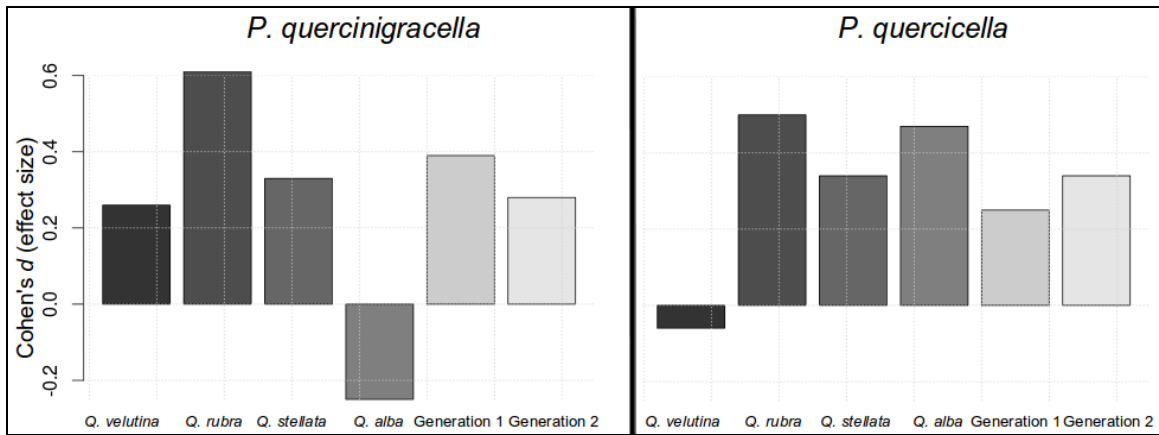 P. quercinigracella
P. quercicella
Cohen's d (effect size)
0.6
0.4
0.2
0.0
-0.2
Q. velutina Q. rubra Q. stellata Q. alba Generation 1 Generation 2
Q. velutina Q. rubra Q. stellata Q. alba Generation 1 Generation 2